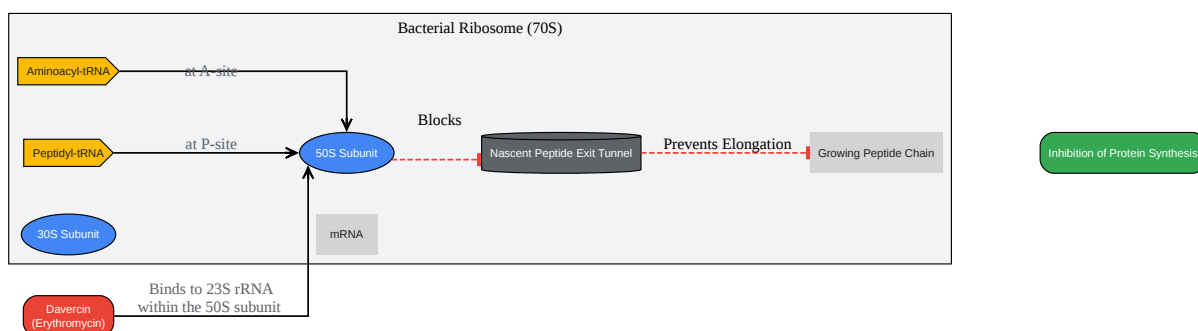 Bacterial Ribosome (70S)
Aminoacyl-tRNA
at A-site
Blocks
Peptidyl-tRNA
at P-site
50S Subunit
Nascent Peptide Exit Tunnel
Prevents Elongation
Growing Peptide Chain
Inhibition of Protein Synthesis
30S Subunit
mRNA
Binds to 23S rRNA
within the 50S subunit
Davercin
(Erythromycin)